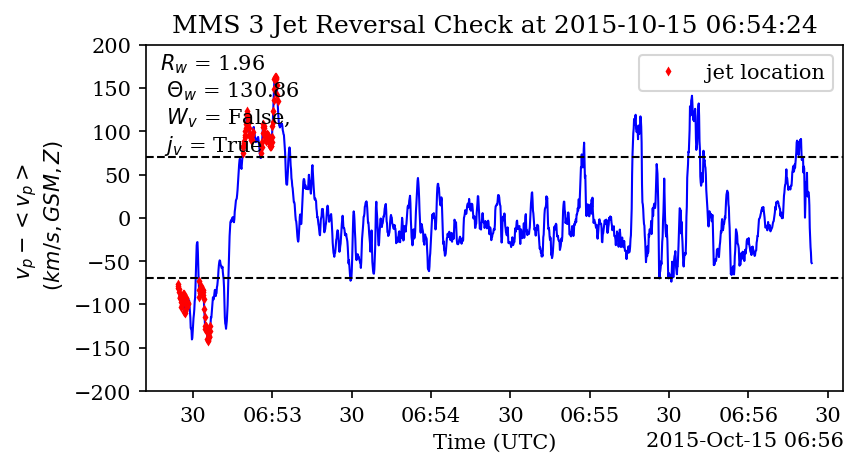 MMS 3 Jet Reversal Check at 2015-10-15 06:54:24
200
150
100
50
0
−50
−100
−150
−200
v_p − < v_p >
(km/s, GSM, Z)
R_w = 1.96
Θ_w = 130.86
W_v = False,
j_v = True
jet location
30 06:53 30 06:54 30 06:55 30 06:56 30
Time (UTC)
2015-Oct-15 06:56